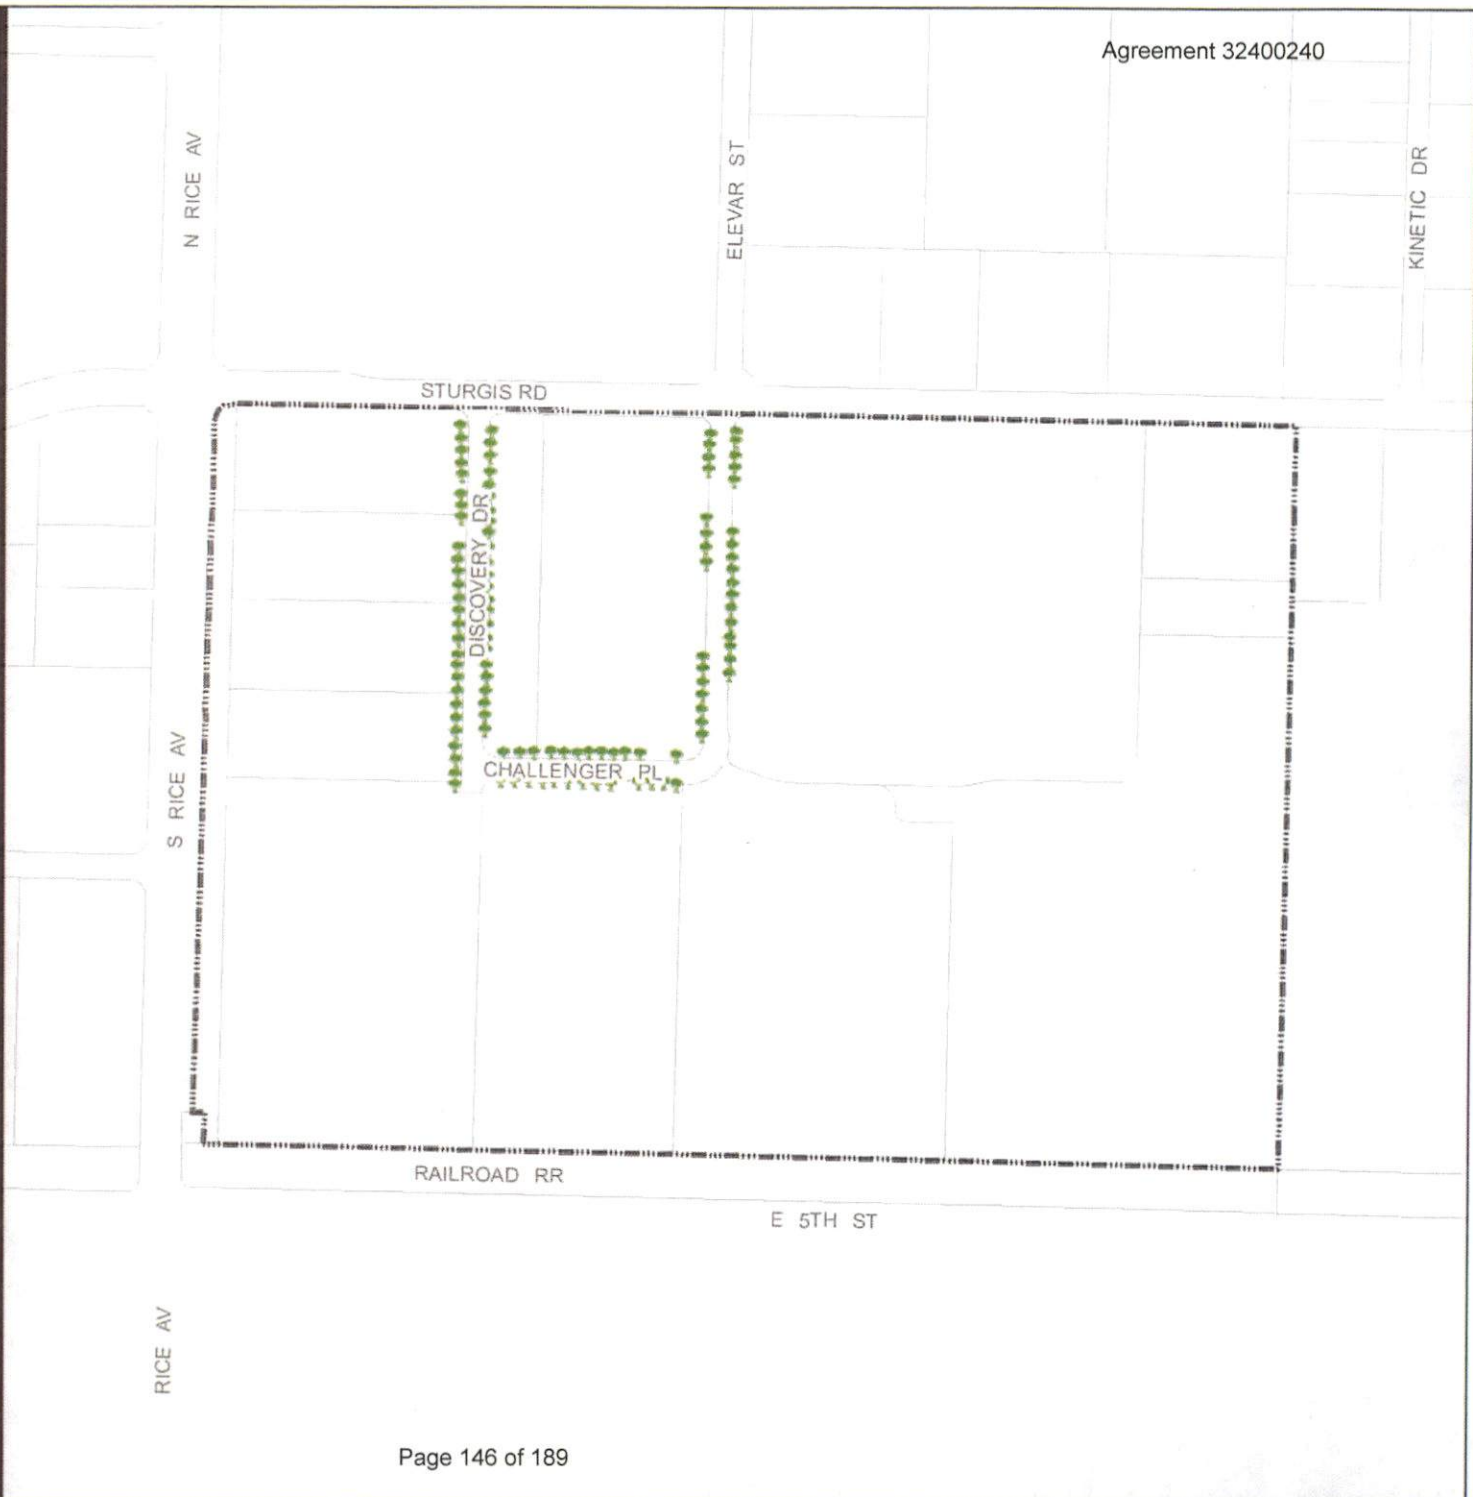 Agreement 32400240
N RICE AV
ELEVAR ST
KINETIC DR
STURGIS RD
DISCOVERY DR
CHALLENGER PL
S RICE AV
RAILROAD RR
E 5TH ST
RICE AV
Page 146 of 189